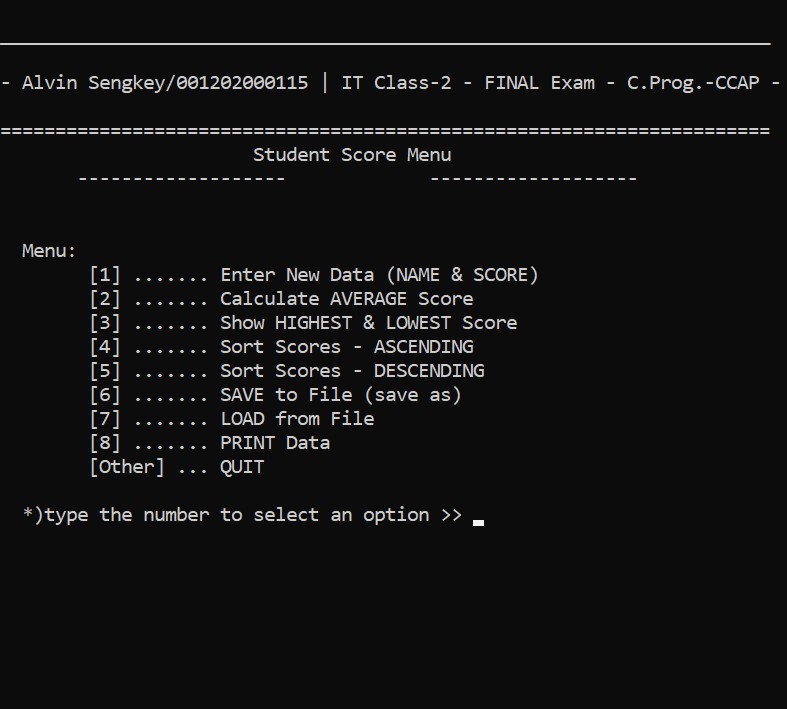 - Alvin Sengkey/001202000115 | IT Class-2 - FINAL Exam - C.Prog.-CCAP -
======================================================================
Student Score Menu
------------------- -------------------
Menu:
[1] ....... Enter New Data (NAME & SCORE)
[2] ....... Calculate AVERAGE Score
[3] ....... Show HIGHEST & LOWEST Score
[4] ....... Sort Scores - ASCENDING
[5] ....... Sort Scores - DESCENDING
[6] ....... SAVE to File (save as)
[7] ....... LOAD from File
[8] ....... PRINT Data
[Other] ... QUIT
*)type the number to select an option >>